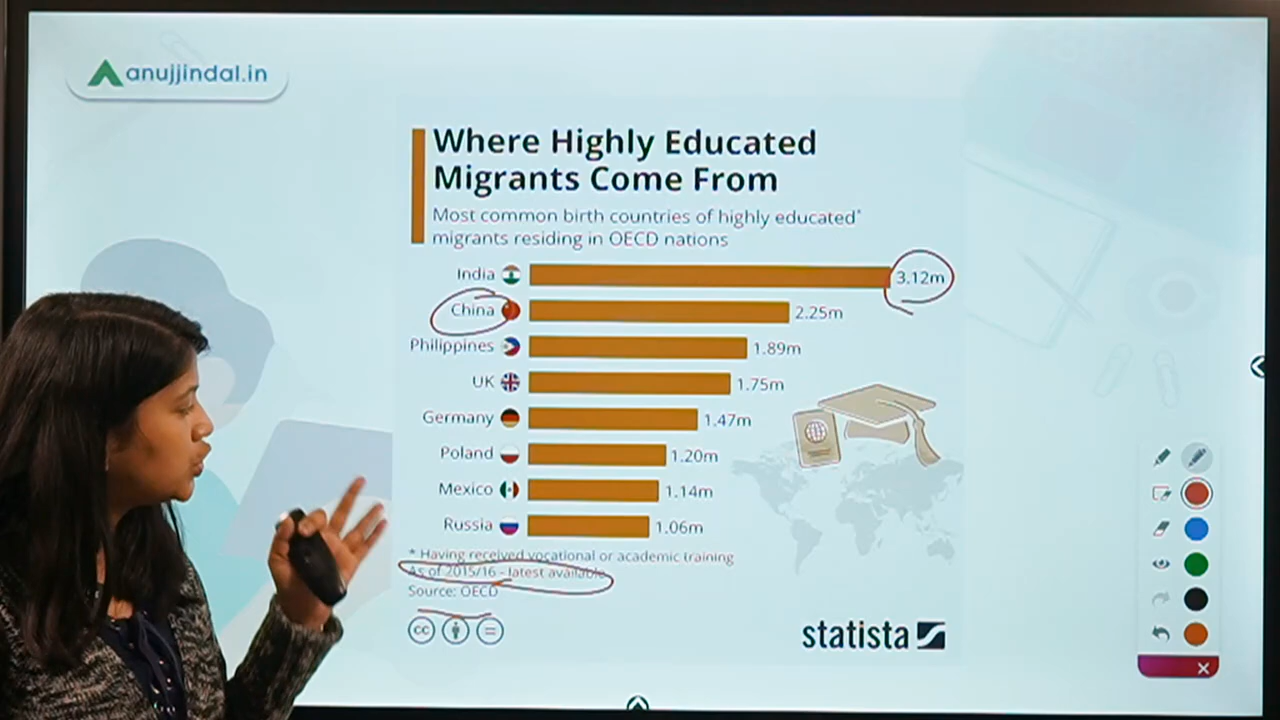 anujjindal.in
Where Highly Educated
Migrants Come From
Most common birth countries of highly educated*
migrants residing in OECD nations
India 3.12m
China 2.25m
Philippines 1.89m
UK 1.75m
Germany 1.47m
Poland 1.20m
Mexico 1.14m
Russia 1.06m
* Having received vocational or academic training
As of 2015/16 - latest available
Source: OECD
cc
statista